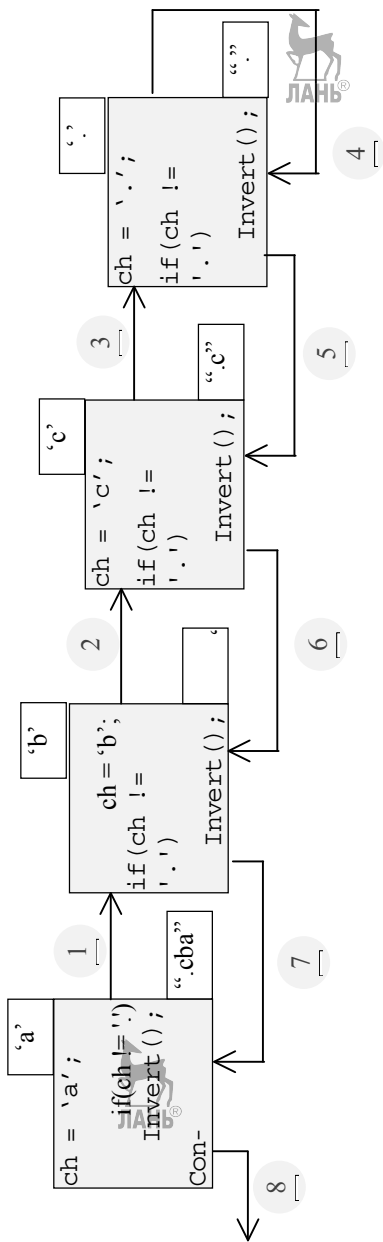 ‘a’
ch = `a′;
if(ch !='.')
Invert();
Con-
“.cba”
1
‘b’
ch = ‘b’;
if(ch !=
'.')
Invert();
‘
2
‘c’
ch = `c′;
if(ch !=
'.')
Invert();
“.c”
3
‘.’
ch = `.′;
if(ch !=
'.')
Invert();
“.”
4
5
6
7
8
ЛАНЬ®
ЛАНЬ®